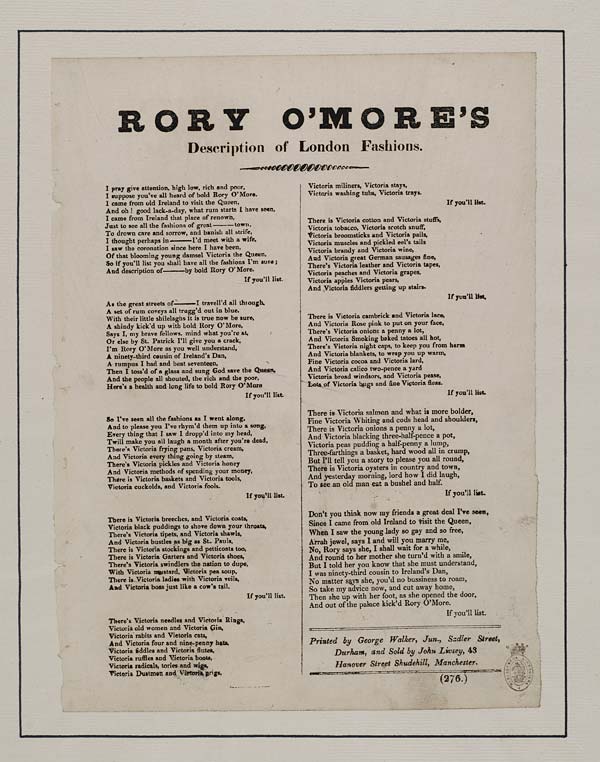 RORY O'MORE'S
Description of London Fashions.
I pray give attention, high low, rich and poor,
I suppose you've all heard of bold Rory O'More.
I came from old Ireland to visit the Queen,
And oh! good lack-a-day, what rum starts I have seen,
I came from Ireland that place of renown,
Just to see all the fashions of great———town,
To drown care and sorrow, and banish all strife,
I thought perhaps in———I'd meet with a wife,
I saw the coronation since here I have been,
Of that blooming young damsel Victoria the Queen.
So if you'll list you shall have all the fashions I'm sure;
And description of———by bold Rory O'More.
If you'll list.
As the great streets of———I travell'd all through,
A set of rum coveys all tragg'd out in blue.
With their little shilelaghs it is true now be sure,
A shindy kick'd up with bold Rory O'More,
Says I, my brave fellows, mind what you're at,
Or else by St. Patrick I'll give you a crack,
I'm Rory O'More as you well understand,
A ninety-third cousin of Ireland's Dan,
A rumpus I had and beat seventeen,
Then I toss'd of a glass and sung God save the Queen,
And the people all shouted, the rich and the poor,
Here's a health and long life to bold Rory O'More
If you'll list.
So I've seen all the fashions as I went along,
And to please you I've rhym'd them up into a song,
Every thing that I saw I dropp'd into my head,
'Twill make you all laugh a month after you're dead,
There's Victoria frying pans, Victoria cream,
And Victoria every thing going by steam,
There's Victoria pickles and Victoria honey
And Victoria methods of spending your money,
There is Victoria baskets and Victoria tools,
Victoria cuckolds, and Victoria fools.
If you'll list.
There is Victoria breeches, and Victoria coats,
Victoria black puddings to shove down your throats,
There's Victoria tipets, and Victoria shawls,
And Victoria bustles as big as St. Pauls,
There is Victoria stockings and petticoats too,
There is Victoria Garters and Victoria shoes,
There's Victoria swindlers the nation to dupe,
With Victoria mustard, Victoria pea soup,
There is Victoria ladies with Victoria veils,
And Victoria boas just like a cow's tail.
If you'll list.
There's Victoria needles and Victoria Rings,
Victoria old women and Victoria Gin,
Victoria rabits and Victoria cats,
And Victoria four and nine-penny hats,
Victoria fiddles and Victoria flutes,
Victoria ruffles and Victoria boots,
Victoria radicals, tories and wigs,
Victoria Dustmen and Victoria prigs.
Victoria miliners, Victoria stays,
Victoria washing tubs, Victoria trays.
If you'll list.
There is Victoria cotton and Victoria stuffs,
Victoria tobacco, Victoria scotch snuff,
Victoria broomsticks and Victoria pails,
Victoria muscles and pickled eel's tails
Victoria brandy and Victoria wine,
And Victoria great German sausages fine,
There's Victoria leather and Victoria tapes,
Victoria peaches and Victoria grapes,
Victoria apples Victoria pears,
And Victoria fiddlers getting up stairs.
If you'll list,
There is Victoria cambrick and Victoria lace,
And Victoria Rose pink to put on your face,
There's Victoria onions a penny a lot,
And Victoria Smoking baked tatoes all hot,
There's Victoria night caps, to keep you from harm
And Victoria blankets, to wrap you up warm,
Fine Victoria cocoa and Victoria lard,
And Victoria calico two-pence a yard
Victoria broad windsors, and Victoria pease,
Lots of Victoria bugs and fine Victoria fleas.
If you'll list.
There is Victoria salmon and what is more bolder,
Fine Victoria Whiting and cods head and shoulders,
There is Victoria onions a penny a lot,
And Victoria blacking three-half-pence a pot,
Victoria peas pudding a half-penny a lump,
Three-farthings a basket, hard wood all in crump,
But I'll tell you a story to please you all round,
There is Victoria oysters in country and town,
And yesterday morning, lord how I did laugh,
To see an old man eat a bushel and half.
If you'll list.
Don't you think now my friends a great deal I've seen,
Since I came from old Ireland to visit the Queen,
When I saw the young lady so gay and so free,
Arrah jewel, says I and will you marry me,
No, Rory says she, I shall wait for a while,
And round to her mother she turn'd with a smile,
But I told her you know that she must understand,
I was ninety-third cousin to Ireland's Dan,
No matter says she, you'd no bussiness to roam,
So take my advice now, and cut away home,
Then she up with her foot, as she opened the door,
And out of the palace kick'd Rory O'More.
If you'll list.
Printed by George Walker, Jun., Sadler Street,
Durham, and Sold by John Livsey, 43
Hanover Street Shudehill, Manchester.
(276.)